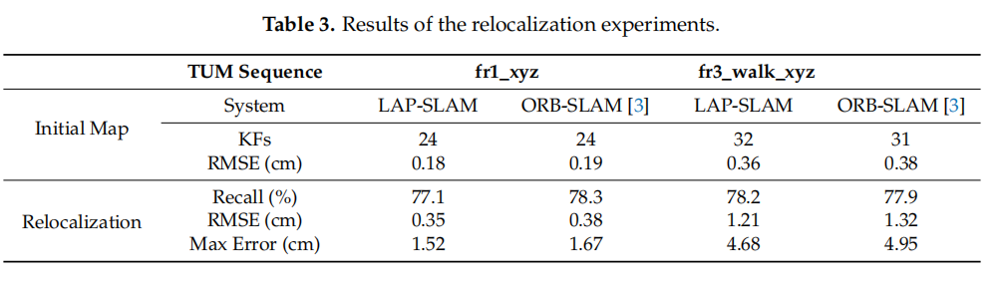 Table 3. Results of the relocalization experiments.
TUM Sequence fr1_xyz fr3_walk_xyz
Initial Map System LAP-SLAM ORB-SLAM [3] LAP-SLAM ORB-SLAM [3]
KFs 24 24 32 31
RMSE (cm) 0.18 0.19 0.36 0.38
Relocalization Recall (%) 77.1 78.3 78.2 77.9
RMSE (cm) 0.35 0.38 1.21 1.32
Max Error (cm) 1.52 1.67 4.68 4.95